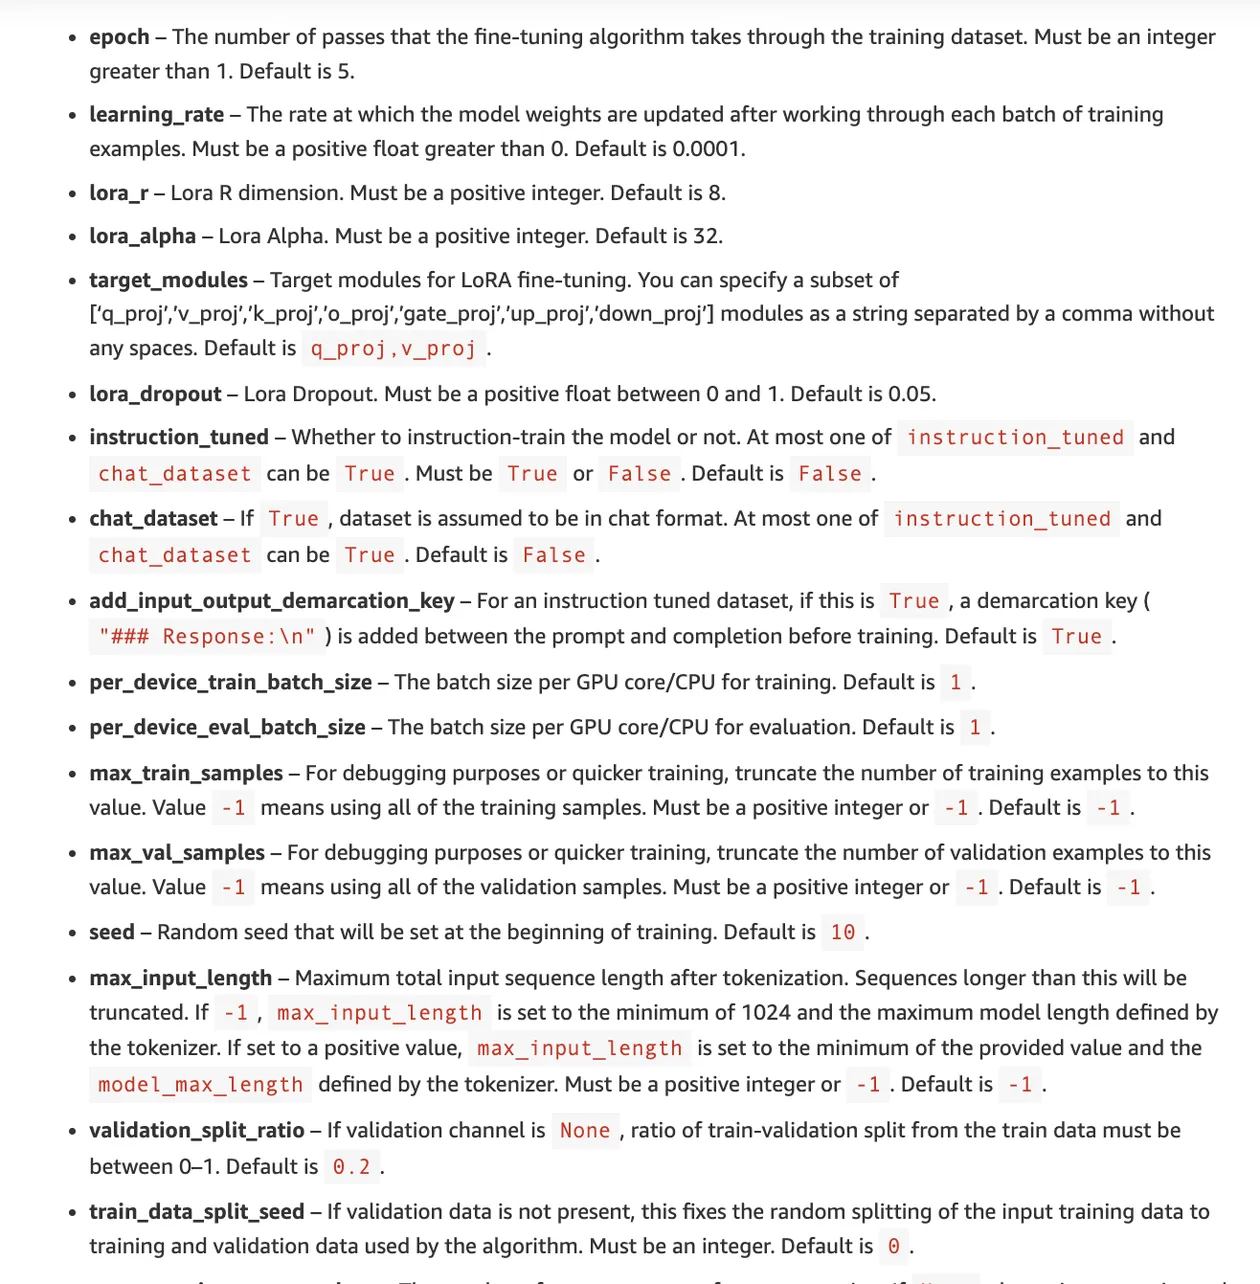 • epoch – The number of passes that the fine-tuning algorithm takes through the training dataset. Must be an integer
greater than 1. Default is 5.
• learning_rate – The rate at which the model weights are updated after working through each batch of training
examples. Must be a positive float greater than 0. Default is 0.0001.
• lora_r – Lora R dimension. Must be a positive integer. Default is 8.
• lora_alpha – Lora Alpha. Must be a positive integer. Default is 32.
• target_modules – Target modules for LoRA fine-tuning. You can specify a subset of
[‘q_proj’,’v_proj’,’k_proj’,’o_proj’,’gate_proj’,’up_proj’,’down_proj’] modules as a string separated by a comma without
any spaces. Default is q_proj,v_proj .
• lora_dropout – Lora Dropout. Must be a positive float between 0 and 1. Default is 0.05.
• instruction_tuned – Whether to instruction-train the model or not. At most one of instruction_tuned and
chat_dataset can be True . Must be True or False . Default is False .
• chat_dataset – If True , dataset is assumed to be in chat format. At most one of instruction_tuned and
chat_dataset can be True . Default is False .
• add_input_output_demarcation_key – For an instruction tuned dataset, if this is True , a demarcation key (
"### Response:\n" ) is added between the prompt and completion before training. Default is True .
• per_device_train_batch_size – The batch size per GPU core/CPU for training. Default is 1 .
• per_device_eval_batch_size – The batch size per GPU core/CPU for evaluation. Default is 1 .
• max_train_samples – For debugging purposes or quicker training, truncate the number of training examples to this
value. Value -1 means using all of the training samples. Must be a positive integer or -1 . Default is -1 .
• max_val_samples – For debugging purposes or quicker training, truncate the number of validation examples to this
value. Value -1 means using all of the validation samples. Must be a positive integer or -1 . Default is -1 .
• seed – Random seed that will be set at the beginning of training. Default is 10 .
• max_input_length – Maximum total input sequence length after tokenization. Sequences longer than this will be
truncated. If -1 , max_input_length is set to the minimum of 1024 and the maximum model length defined by
the tokenizer. If set to a positive value, max_input_length is set to the minimum of the provided value and the
model_max_length defined by the tokenizer. Must be a positive integer or -1 . Default is -1 .
• validation_split_ratio – If validation channel is None , ratio of train-validation split from the train data must be
between 0–1. Default is 0.2 .
• train_data_split_seed – If validation data is not present, this fixes the random splitting of the input training data to
training and validation data used by the algorithm. Must be an integer. Default is 0 .